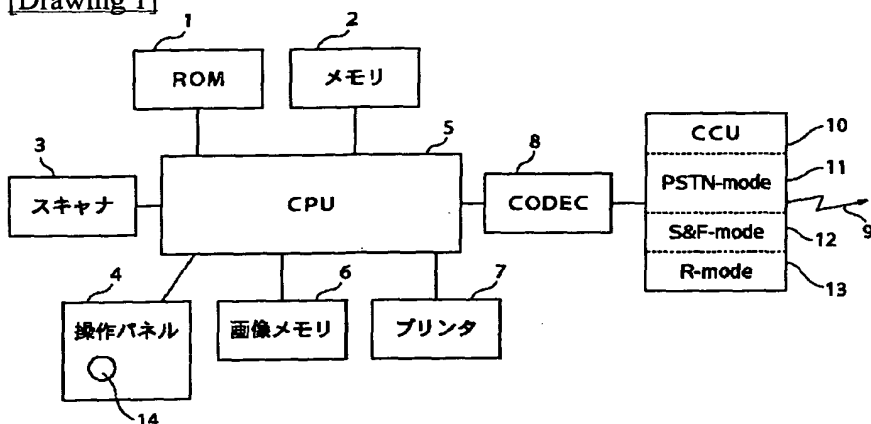 [Drawing 1]
1
ROM
2
メモリ
3
スキャナ
5
CPU
8
CODEC
CCU
10
PSTN-mode
11
9
S&F-mode
12
R-mode
13
4
操作パネル
14
6
画像メモリ
7
プリンタ